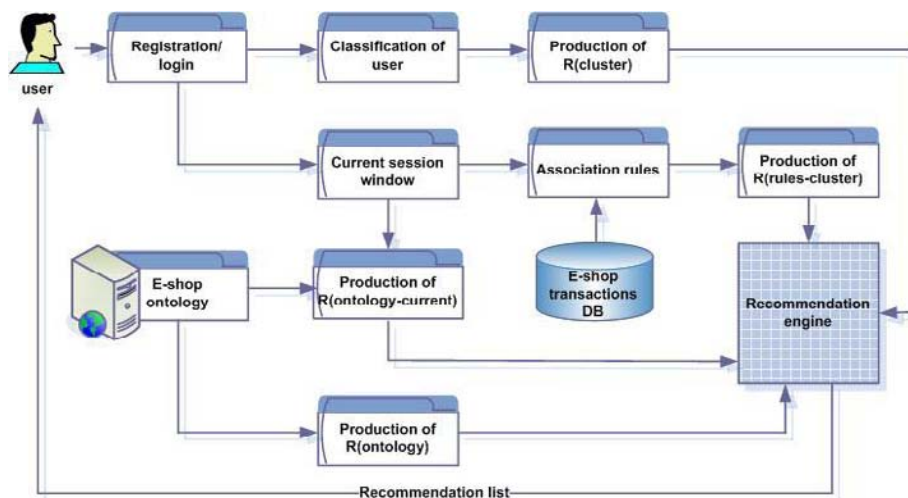 Registration/
login
Classification of
user
Production of
R(cluster)
user
Current session
window
Association rules
Production of
R(rules-cluster)
E-shop
ontology
Production of
R(ontology-current)
E-shop
transactions
DB
Recommendation
engine
Production of
R(ontology)
Recommendation list